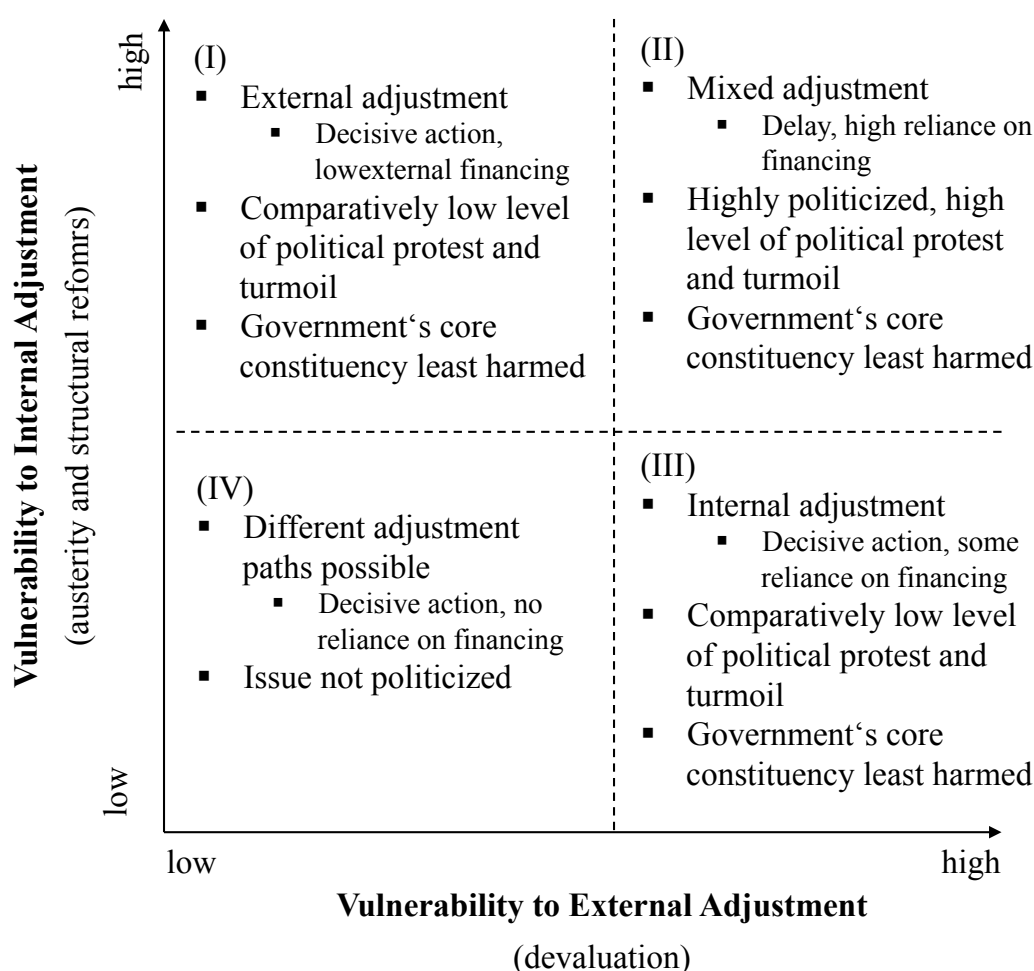 high
(I)
▪ External adjustment
▪ Decisive action,
lowexternal financing
▪ Comparatively low level
of political protest and
turmoil
▪ Government‘s core
constituency least harmed
(II)
▪ Mixed adjustment
▪ Delay, high reliance on
financing
▪ Highly politicized, high
level of political protest
and turmoil
▪ Government‘s core
constituency least harmed
Vulnerability to Internal Adjustment
(austerity and structural refomrs)
(IV)
▪ Different adjustment
paths possible
▪ Decisive action, no
reliance on financing
▪ Issue not politicized
(III)
▪ Internal adjustment
▪ Decisive action, some
reliance on financing
▪ Comparatively low level
of political protest and
turmoil
▪ Government‘s core
constituency least harmed
low
low
high
Vulnerability to External Adjustment
(devaluation)